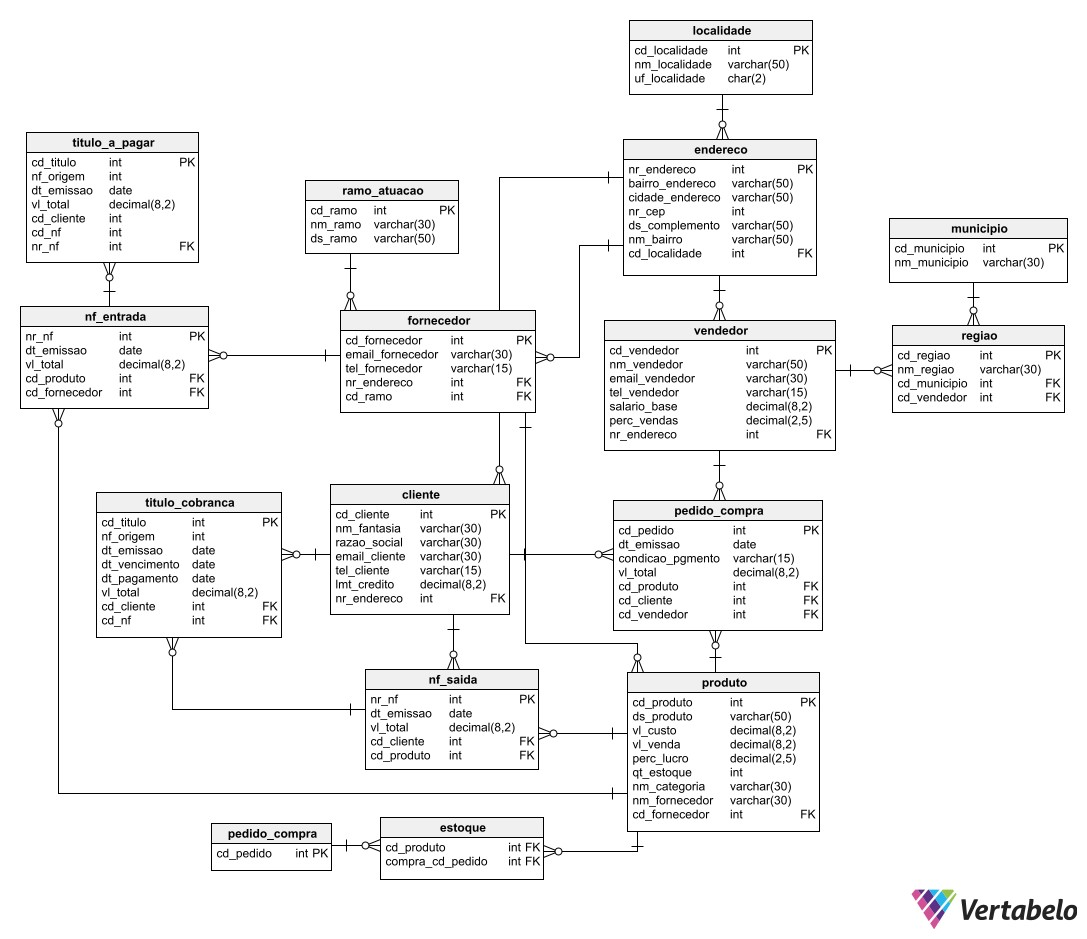 localidade
cd_localidade int PK
nm_localidade varchar(50)
uf_localidade char(2)
titulo_a_pagar
cd_titulo int PK
nf_origem int
dt_emissao date
vl_total decimal(8,2)
cd_cliente int
cd_nf int
nr_nf int FK
ramo_atuacao
cd_ramo int PK
nm_ramo varchar(30)
ds_ramo varchar(50)
endereco
nr_endereco int PK
bairro_endereco varchar(50)
cidade_endereco varchar(50)
nr_cep int
ds_complemento varchar(50)
nm_bairro varchar(50)
cd_localidade int FK
municipio
cd_municipio int PK
nm_municipio varchar(30)
nf_entrada
nr_nf int PK
dt_emissao date
vl_total decimal(8,2)
cd_produto int FK
cd_fornecedor int FK
fornecedor
cd_fornecedor int PK
email_fornecedor varchar(30)
tel_fornecedor varchar(15)
nr_endereco int FK
cd_ramo int FK
vendedor
cd_vendedor int PK
nm_vendedor varchar(50)
email_vendedor varchar(30)
tel_vendedor varchar(15)
salario_base decimal(8,2)
perc_vendas decimal(2,5)
nr_endereco int FK
regiao
cd_regiao int PK
nm_regiao varchar(30)
cd_municipio int FK
cd_vendedor int FK
titulo_cobranca
cd_titulo int PK
nf_origem int
dt_emissao date
dt_vencimento date
dt_pagamento date
vl_total decimal(8,2)
cd_cliente int FK
cd_nf int FK
cliente
cd_cliente int PK
nm_fantasia varchar(30)
razao_social varchar(30)
email_cliente varchar(30)
tel_cliente varchar(15)
lmt_credito decimal(8,2)
nr_endereco int FK
pedido_compra
cd_pedido int PK
dt_emissao date
condicao_pgmento varchar(15)
vl_total decimal(8,2)
cd_produto int FK
cd_cliente int FK
cd_vendedor int FK
nf_saida
nr_nf int PK
dt_emissao date
vl_total decimal(8,2)
cd_cliente int FK
cd_produto int FK
produto
cd_produto int PK
ds_produto varchar(50)
vl_custo decimal(8,2)
vl_venda decimal(8,2)
perc_lucro decimal(2,5)
qt_estoque int
nm_categoria varchar(30)
nm_fornecedor varchar(30)
cd_fornecedor int FK
pedido_compra
cd_pedido int PK
estoque
cd_produto int FK
compra_cd_pedido int FK
Vertabelo